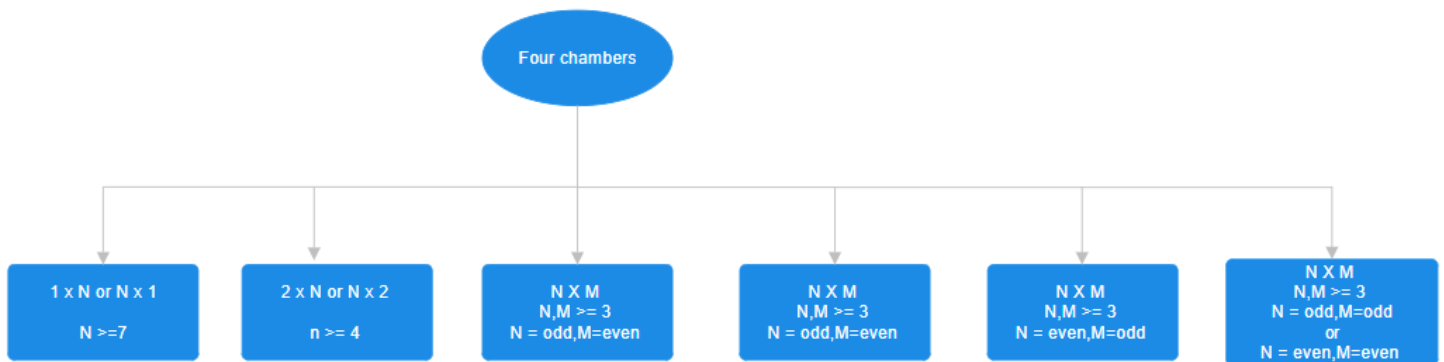 Four chambers
1 x N or N x 1
N >=7
2 x N or N x 2
n >= 4
N X M
N,M >= 3
N = odd,M=even
N X M
N,M >= 3
N = odd,M=even
N X M
N,M >= 3
N = even,M=odd
N X M
N,M >= 3
N = odd,M=odd
or
N = even,M=even